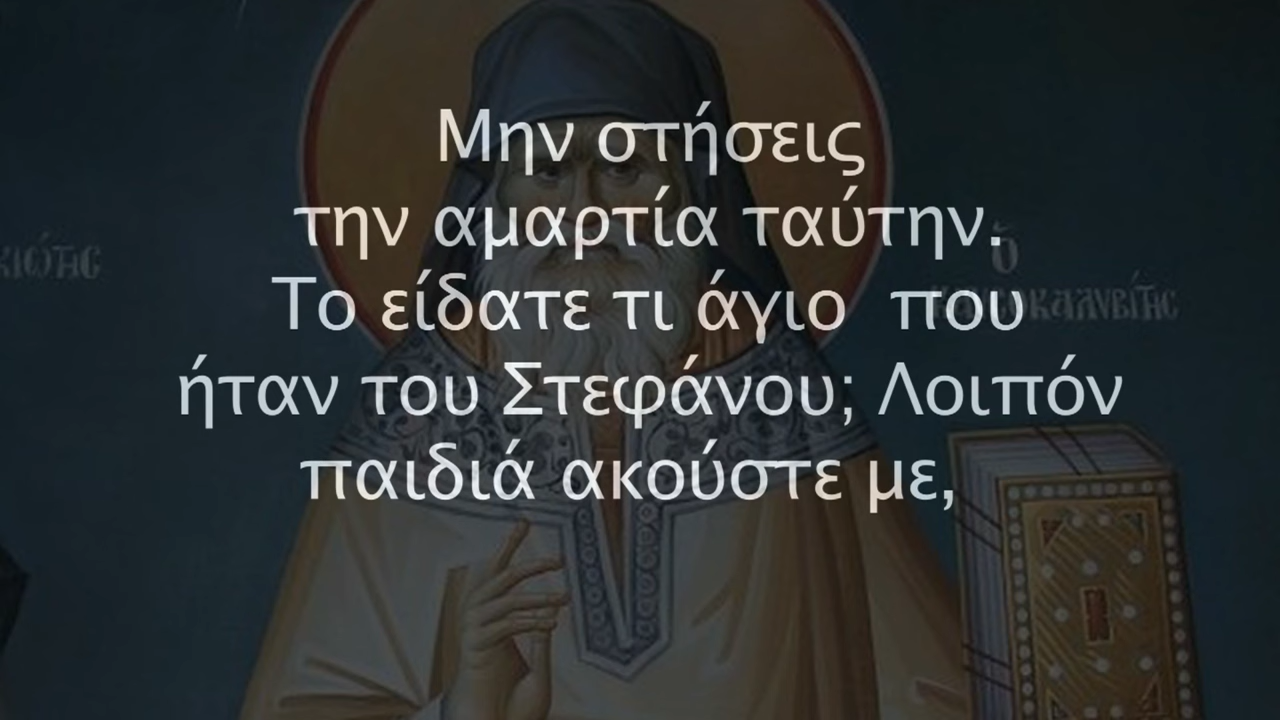 Μην στήσεις
την αμαρτία ταύτην.
Το είδατε τι άγιο που
ήταν του Στεφάνου; Λοιπόν
παιδιά ακούστε με,